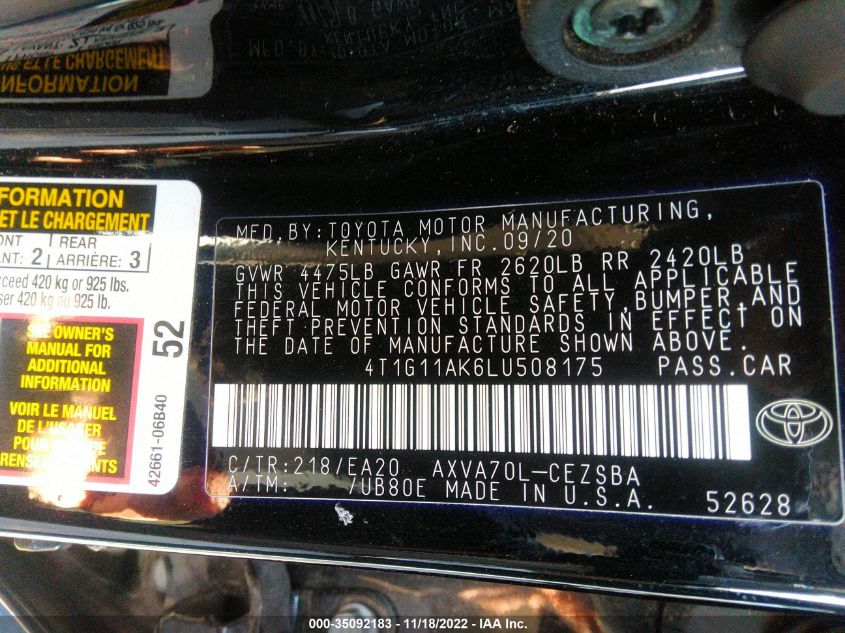 FORMATION
ET LE CHARGEMENT
2 REAR
ARRIÈRE: 3
420 kg or 925 lbs.
420 kg ou 925 lb.
SEE OWNER'S
MANUAL FOR
ADDITIONAL
INFORMATION
VOIR LE MANUEL
DE L'USAGER
POUR
52
42661-06B40
MFD.BY:TOYOTA MOTOR MANUFACTURING,
KENTUCKY,INC.09/20
GVWR 4475LB GAWR FR 2620LB RR 2420LB
THIS VEHICLE CONFORMS TO ALL APPLICABLE
FEDERAL MOTOR VEHICLE SAFETY,BUMPER,AND
THEFT PREVENTION STANDARDS IN EFFECT ON
THE DATE OF MANUFACTURE SHOWN ABOVE.
4T1G11AK6LU508175 PASS.CAR
C/TR:218/EA20 AXVA70L-CEZSBA
A/TM: /UB80E MADE IN U.S.A. 52628
000-35092183 - 11/18/2022 - IAA Inc.